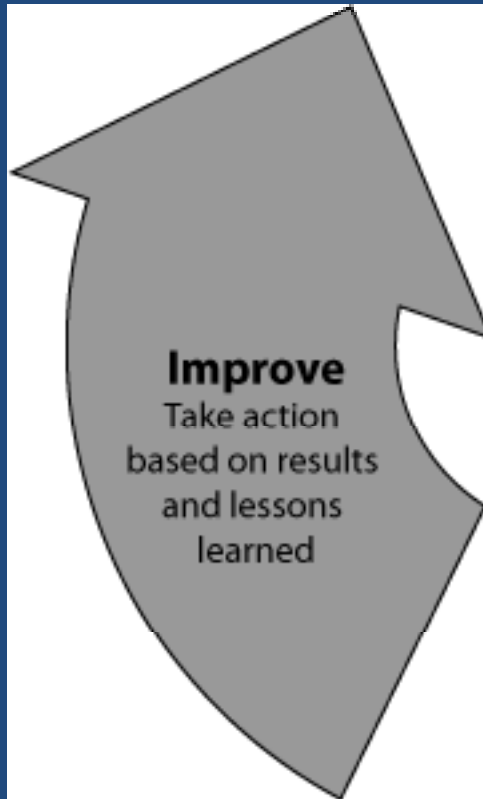 Improve
Take action
based on results
and lessons
learned